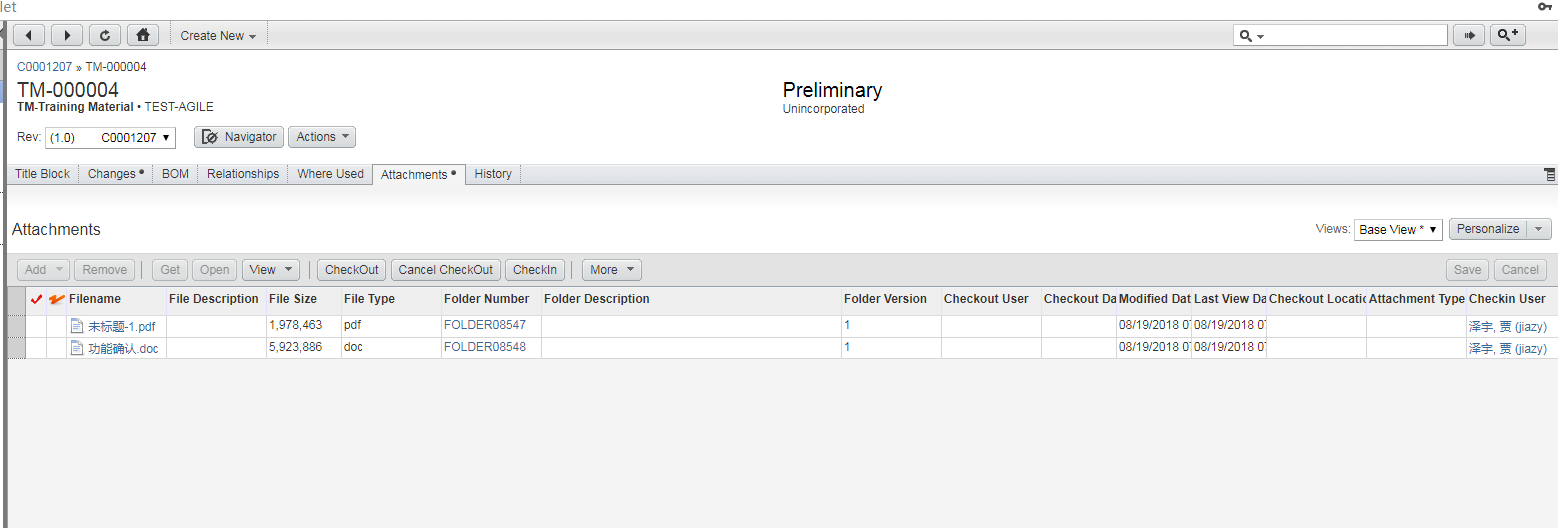 let
Create New
C0001207 » TM-000004
TM-000004
Preliminary
TM-Training Material • TEST-AGILE
Unincorporated
Rev: (1.0) C0001207 Navigator Actions
Title Block Changes BOM Relationships Where Used Attachments History
Attachments
Views: Base View * Personalize
Add Remove Get Open View CheckOut Cancel CheckOut CheckIn More Save Cancel
Filename File Description File Size File Type Folder Number Folder Description Folder Version Checkout User Checkout Da Modified Dat Last View Da Checkout Locatio Attachment Type Checkin User
未标题-1.pdf 1,978,463 pdf FOLDER08547 1 08/19/2018 07 08/19/2018 07 泽宇, 贾 (jiazy)
功能确认.doc 5,923,886 doc FOLDER08548 1 08/19/2018 07 08/19/2018 07 泽宇, 贾 (jiazy)